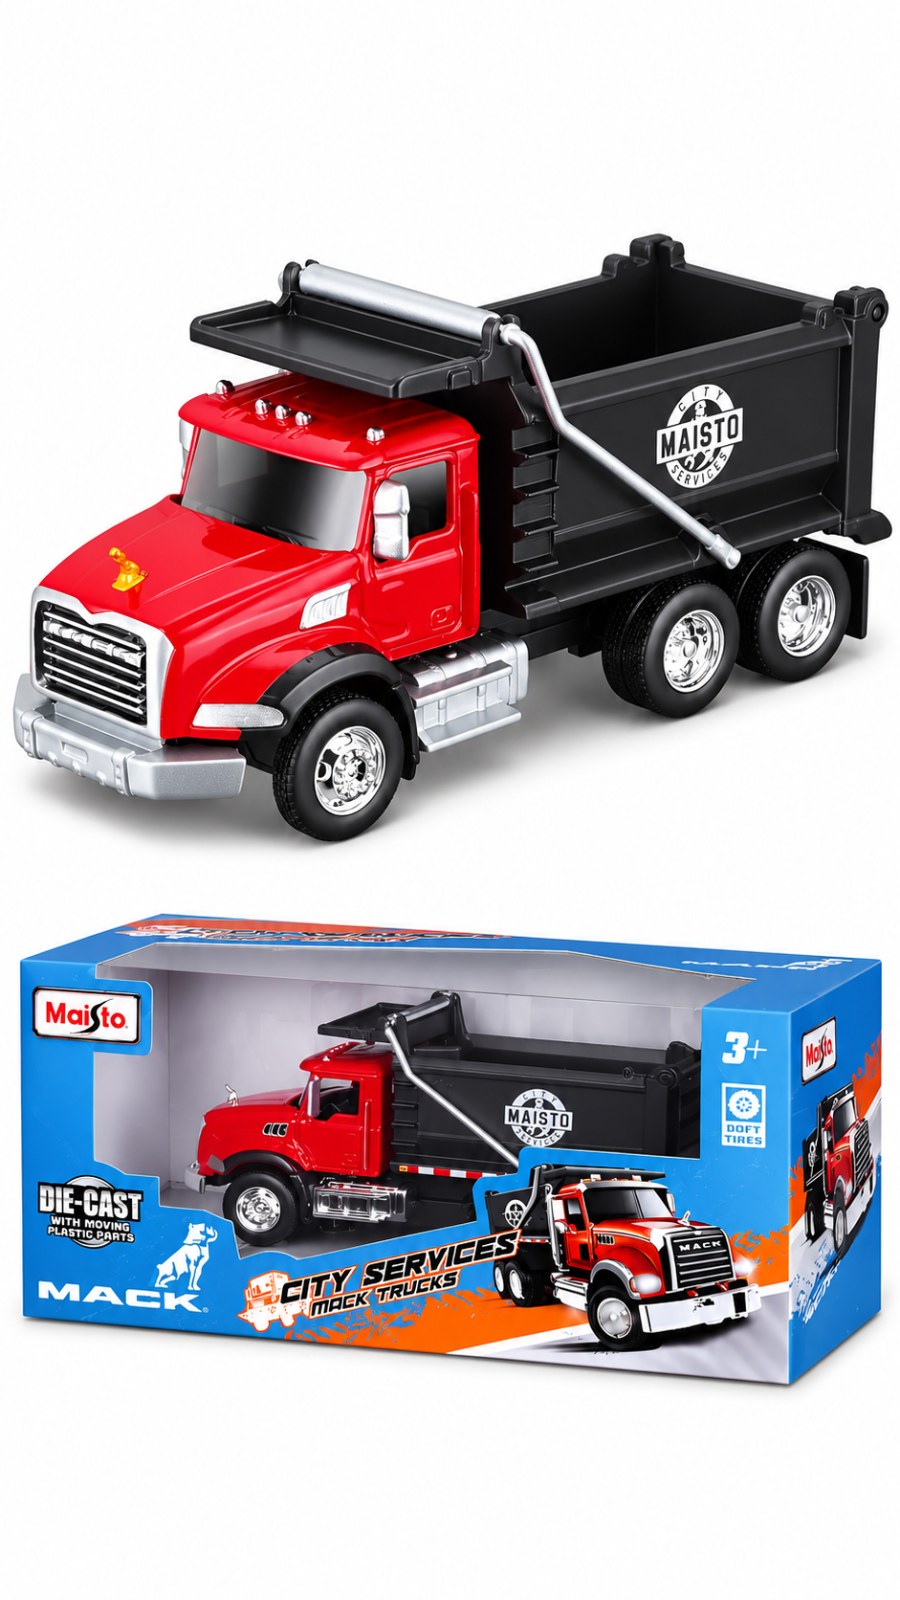 CITY
MAISTO
SERVICES
Maisto
3+
Maisto
CITY
MAISTO
SERVICES
DOFT
TIRES
DIE-CAST
WITH MOVING
PLASTIC PARTS
MACK
CITY SERVICES
MACK TRUCKS
MACK